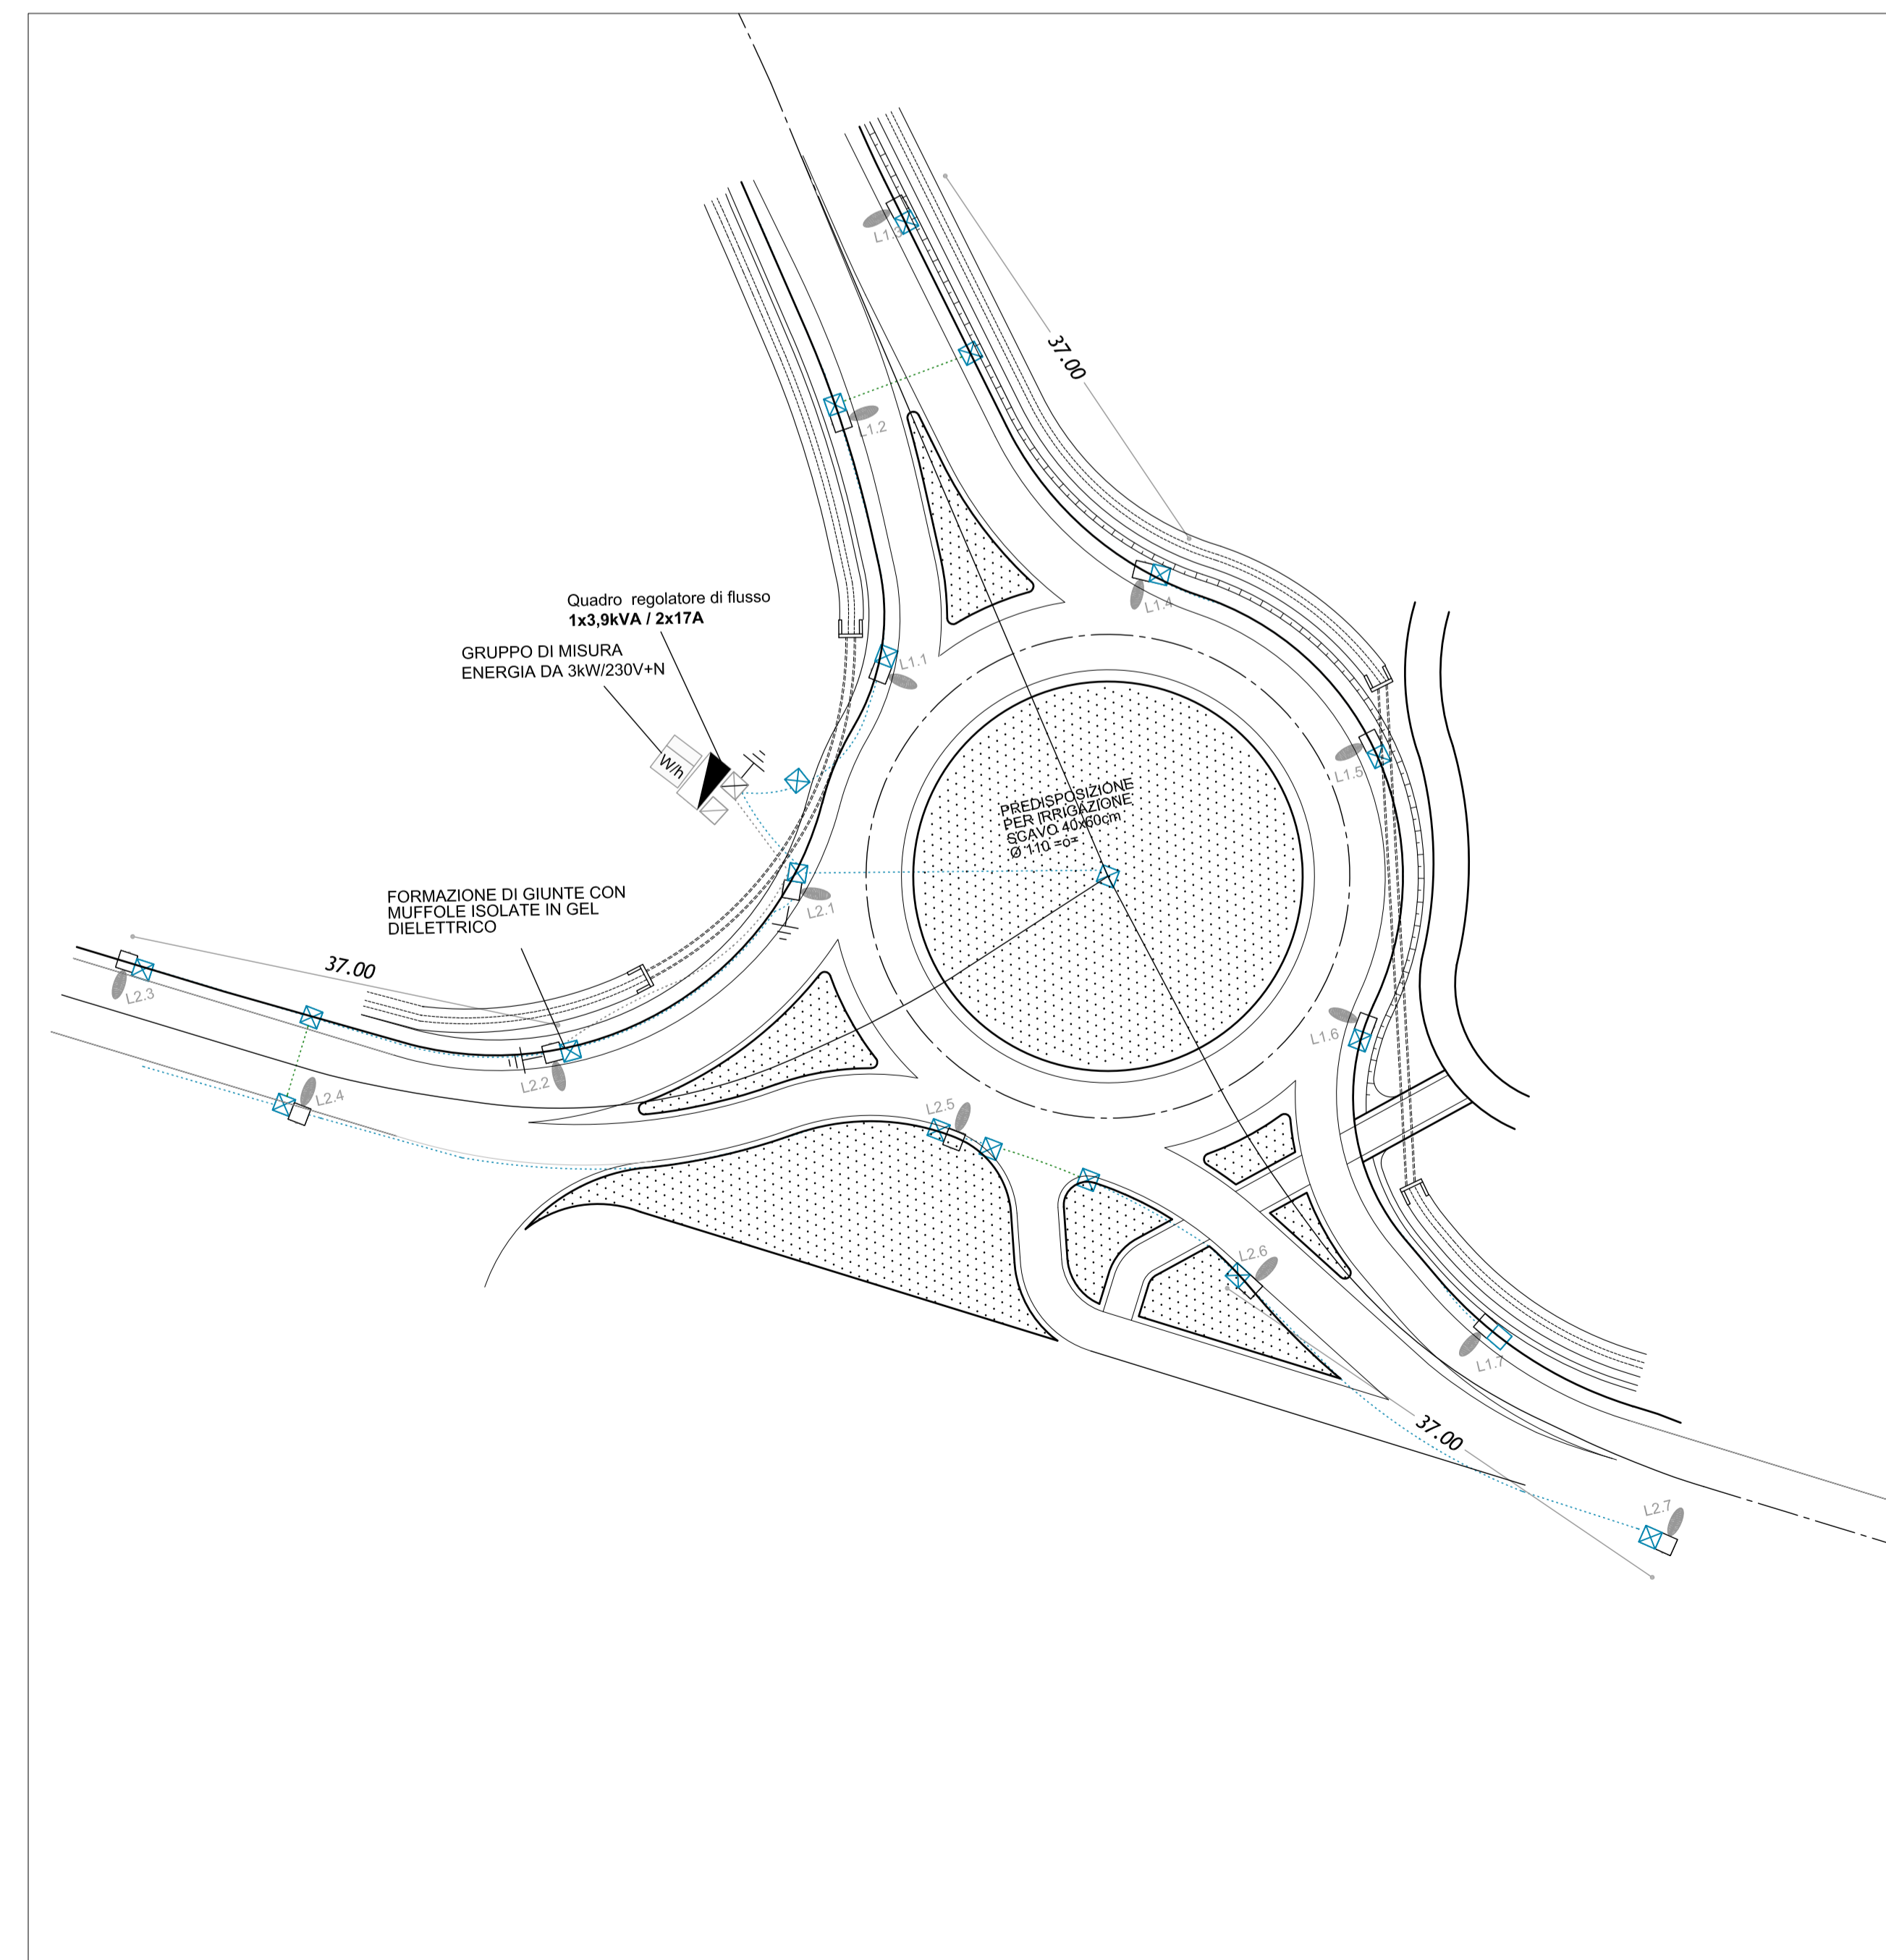 L1.3
37.00
L1.2
Quadro regolatore di flusso
1x3,9kVA / 2x17A
GRUPPO DI MISURA
ENERGIA DA 3kW/230V+N
L1.1
L1.4
W/h
L1.5
PREDISPOSIZIONE
PER IRRIGAZIONE
SCAVO 40x60cm
Ø 110 =o=
FORMAZIONE DI GIUNTE CON
MUFFOLE ISOLATE IN GEL
DIELETTRICO
L2.1
37.00
L2.3
L1.6
L2.2
L2.4
L2.5
L2.6
L1.7
37.00
L2.7